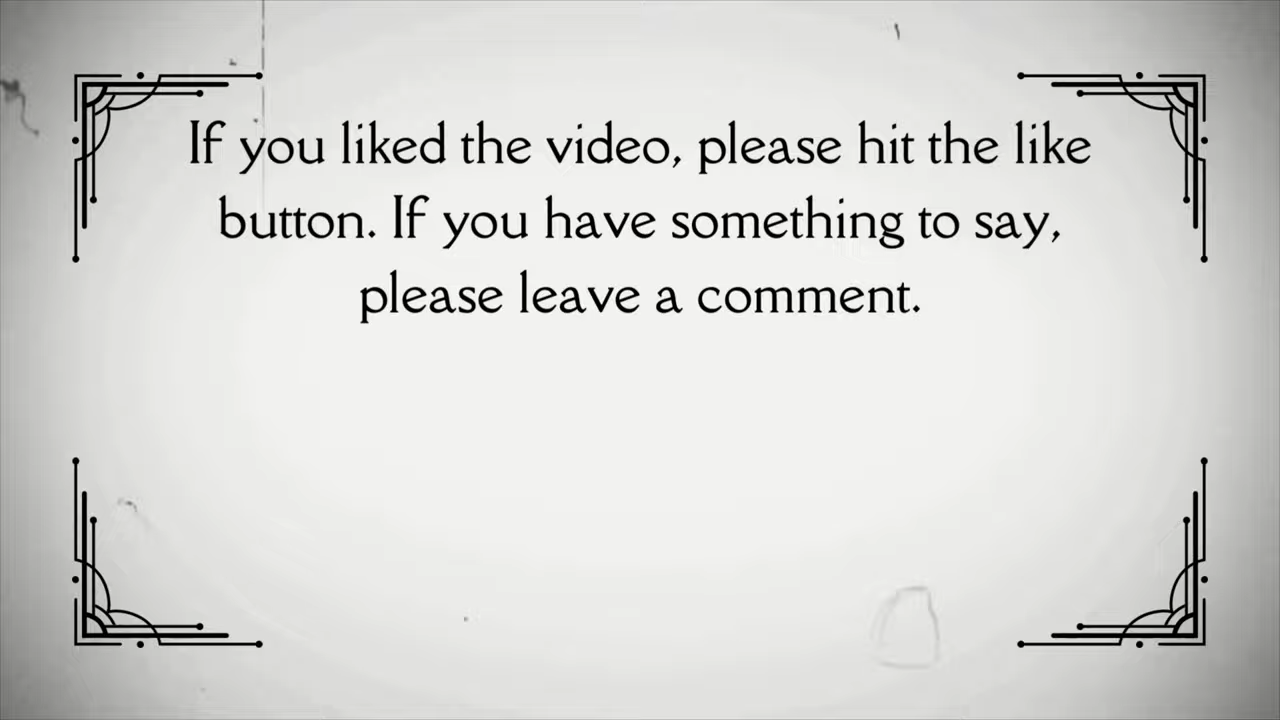 If you liked the video, please hit the like
button. If you have something to say,
please leave a comment.